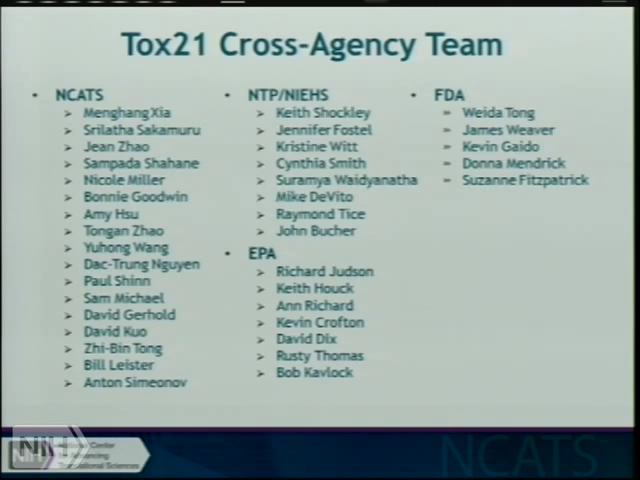 Tox21 Cross-Agency Team
• NCATS
➢ Menghang Xia
➢ Srilatha Sakamuru
➢ Jean Zhao
➢ Sampada Shahane
➢ Nicole Miller
➢ Bonnie Goodwin
➢ Amy Hsu
➢ Tongan Zhao
➢ Yuhong Wang
➢ Dac-Trung Nguyen
➢ Paul Shinn
➢ Sam Michael
➢ David Gerhold
➢ David Kuo
➢ Zhi-Bin Tong
➢ Bill Leister
➢ Anton Simeonov
• NTP/NIEHS
➢ Keith Shockley
➢ Jennifer Fostel
➢ Kristine Witt
➢ Cynthia Smith
➢ Suramya Waidyanatha
➢ Mike DeVito
➢ Raymond Tice
➢ John Bucher
• EPA
➢ Richard Judson
➢ Keith Houck
➢ Ann Richard
➢ Kevin Crofton
➢ David Dix
➢ Rusty Thomas
➢ Bob Kavlock
• FDA
➢ Weida Tong
➢ James Weaver
➢ Kevin Gaido
➢ Donna Mendrick
➢ Suzanne Fitzpatrick
NIH
Center
Advancing
Translational Sciences
NCATS